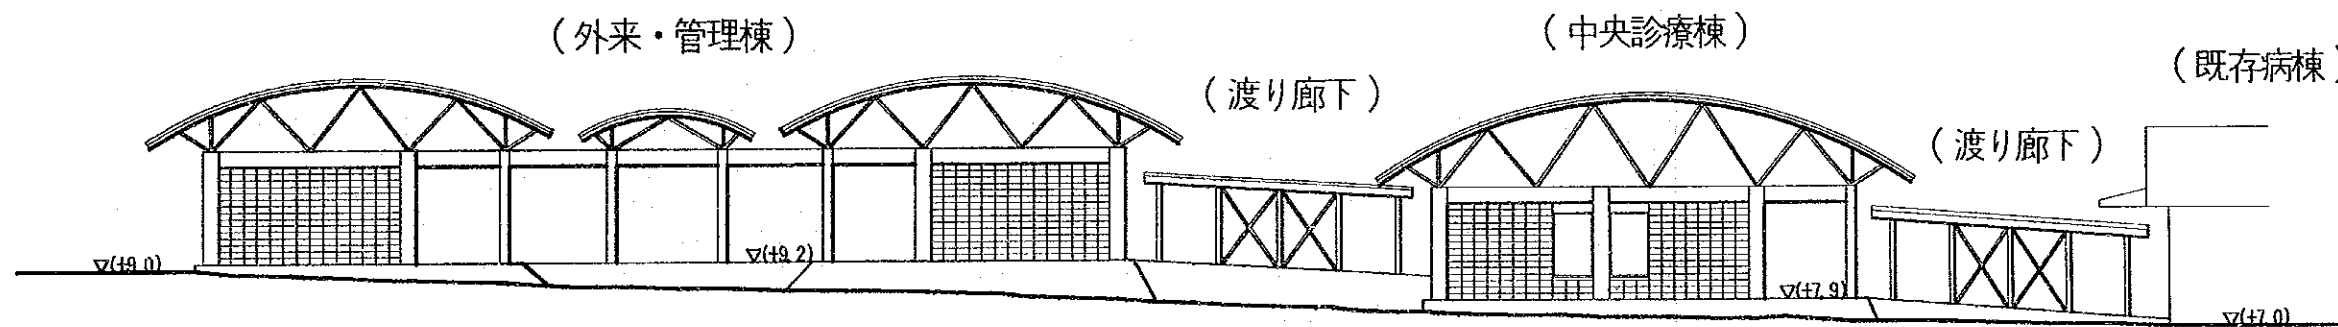 （外来・管理棟）
（中央診療棟）
（既存病棟）
（渡り廊下）
（渡り廊下）
▽(+9.0)
▽(+9.2)
▽(+7.9)
▽(+7.0)